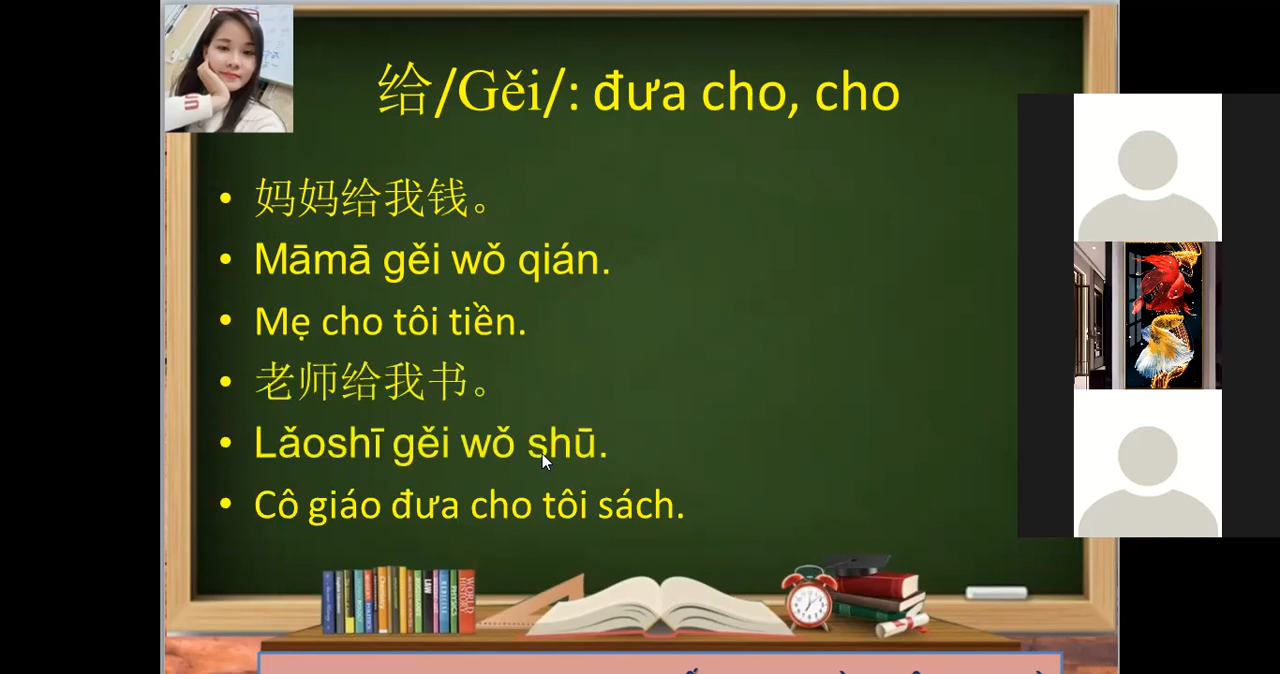 给/Gěi/: đưa cho, cho
• 妈妈给我钱。
• Māmā gěi wǒ qián.
• Mẹ cho tôi tiền.
• 老师给我书。
• Lǎoshī gěi wǒ shū.
• Cô giáo đưa cho tôi sách.